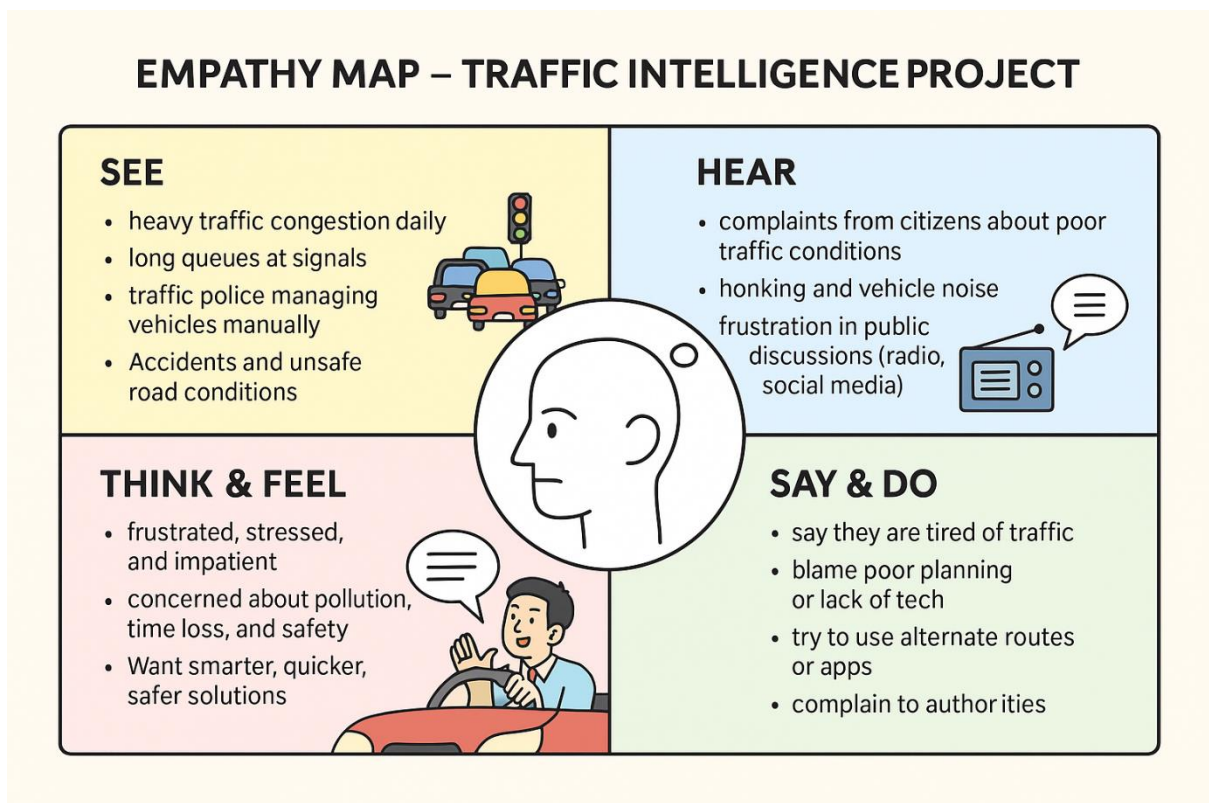 EMPATHY MAP – TRAFFIC INTELLIGENCE PROJECT
SEE
• heavy traffic congestion daily
• long queues at signals
• traffic police managing
vehicles manually
• Accidents and unsafe
road conditions
HEAR
• complaints from citizens about poor
traffic conditions
• honking and vehicle noise
frustration in public
discussions (radio,
social media)
THINK & FEEL
• frustrated, stressed,
and impatient
• concerned about pollution,
time loss, and safety
• Want smarter, quicker,
safer solutions
SAY & DO
• say they are tired of traffic
• blame poor planning
or lack of tech
• try to use alternate routes
or apps
• complain to authorities